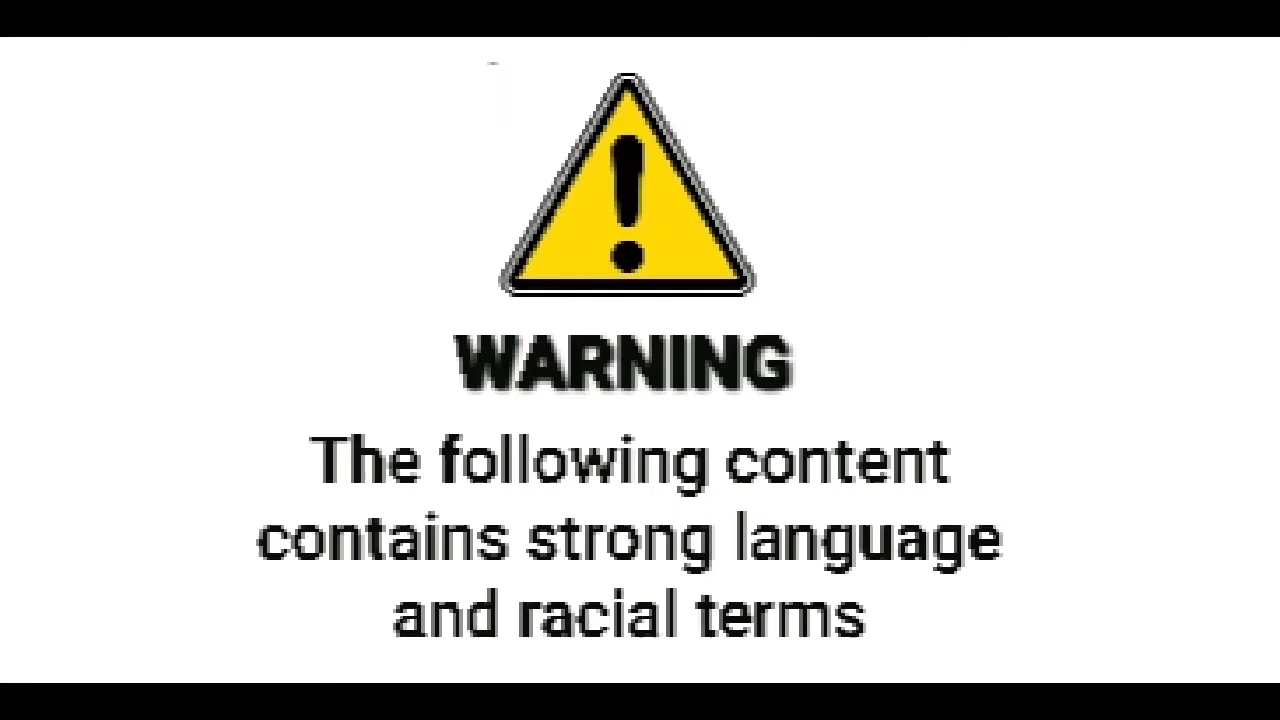 WARNING
The following content
contains strong language
and racial terms